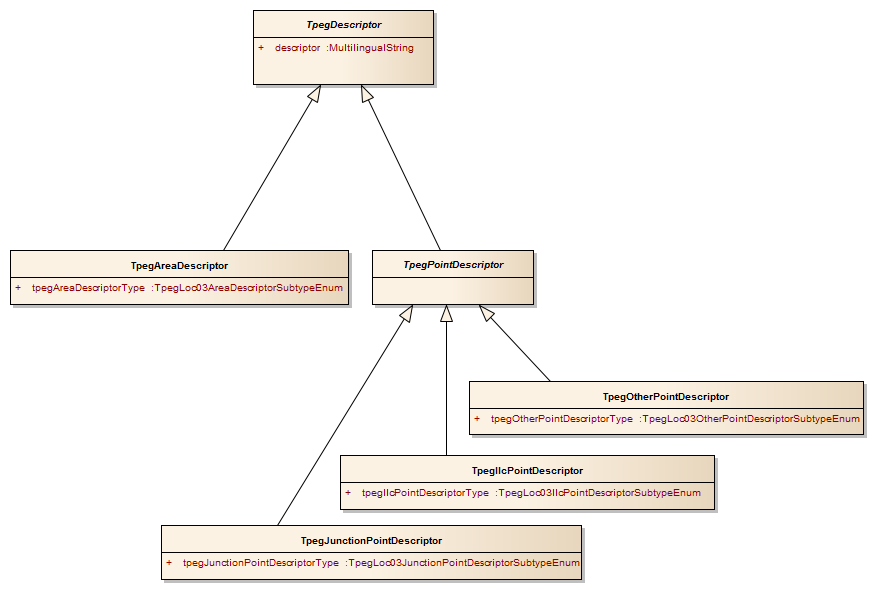 TpegDescriptor
+ descriptor :MultilingualString
TpegAreaDescriptor
+ tpegAreaDescriptorType :TpegLoc03AreaDescriptorSubtypeEnum
TpegPointDescriptor
TpegOtherPointDescriptor
+ tpegOtherPointDescriptorType :TpegLoc03OtherPointDescriptorSubtypeEnum
TpegIlcPointDescriptor
+ tpegIlcPointDescriptorType :TpegLoc03IlcPointDescriptorSubtypeEnum
TpegJunctionPointDescriptor
+ tpegJunctionPointDescriptorType :TpegLoc03JunctionPointDescriptorSubtypeEnum